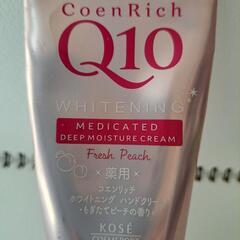 CoenRich
Q10
WHITENING
MEDICATED
DEEP MOISTURE CREAM
Fresh Peach
薬用
コエンリッチ
ホワイトニング ハンドクリーム
・もぎたてピーチの香り・
KOSÉ
COSMEPORT